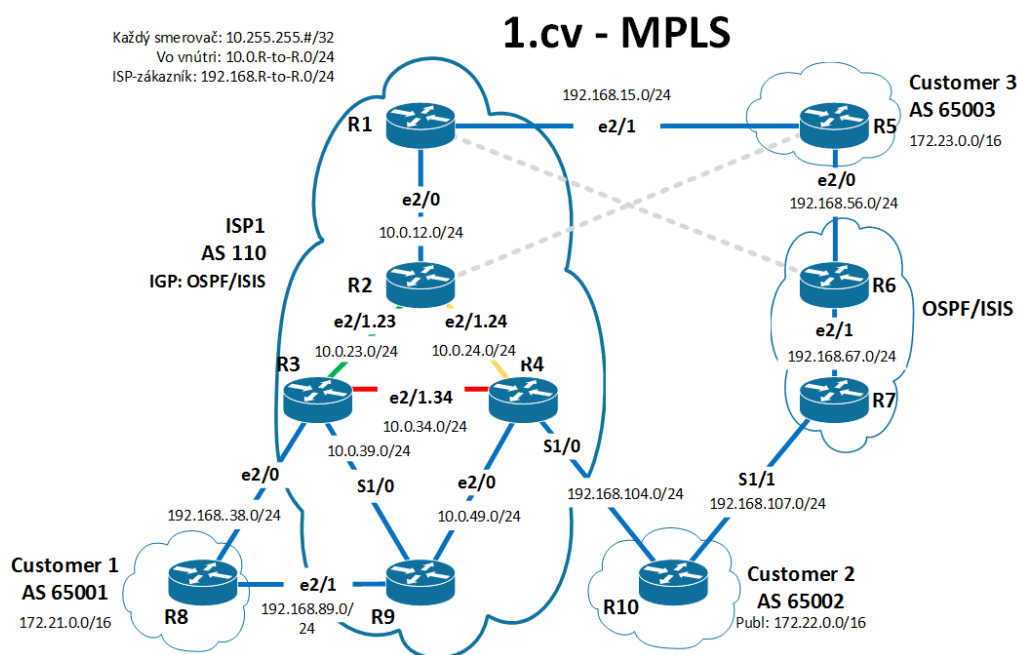 1.cv - MPLS
Každý smerovač: 10.255.255.#/32
Vo vnútri: 10.0.R-to-R.0/24
ISP-zákazník: 192.168.R-to-R.0/24
Customer 3
AS 65003
172.23.0.0/16
192.168.15.0/24
R1
e2/1
R5
e2/0
192.168.56.0/24
e2/0
10.0.12.0/24
ISP1
AS 110
IGP: OSPF/ISIS
R2
R6
OSPF/ISIS
e2/1.23
e2/1.24
e2/1
10.0.23.0/24
10.0.24.0/24
192.168.67.0/24
R3
R4
e2/1.34
R7
10.0.34.0/24
10.0.39.0/24
S1/0
e2/0
S1/0
e2/0
S1/1
192.168.104.0/24
192.168.107.0/24
192.168..38.0/24
10.0.49.0/24
Customer 1
AS 65001
172.21.0.0/16
R8
e2/1
192.168.89.0/
24
R9
R10
Customer 2
AS 65002
Publ: 172.22.0.0/16